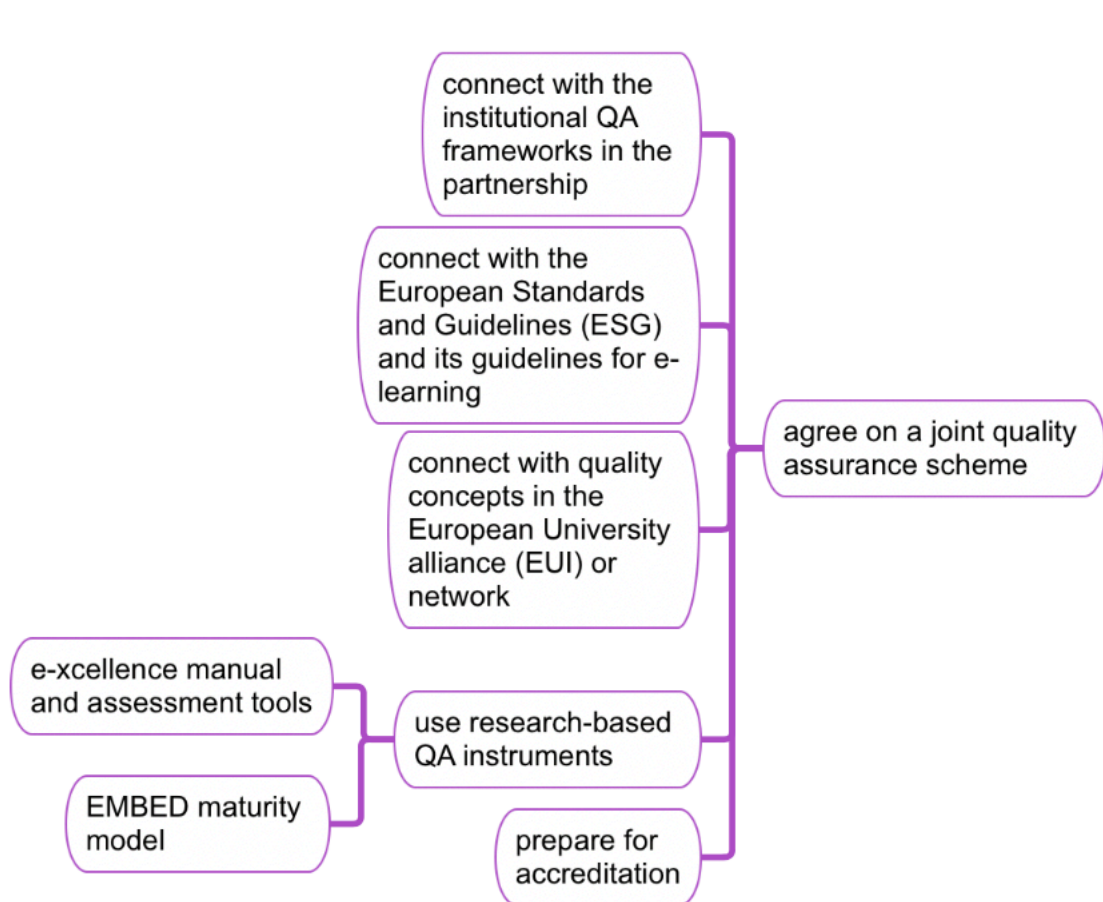 connect with the
institutional QA
frameworks in the
partnership
connect with the
European Standards
and Guidelines (ESG)
and its guidelines for e-
learning
agree on a joint quality
assurance scheme
connect with quality
concepts in the
European University
alliance (EUI) or
network
e-xcellence manual
and assessment tools
use research-based
QA instruments
EMBED maturity
model
prepare for
accreditation